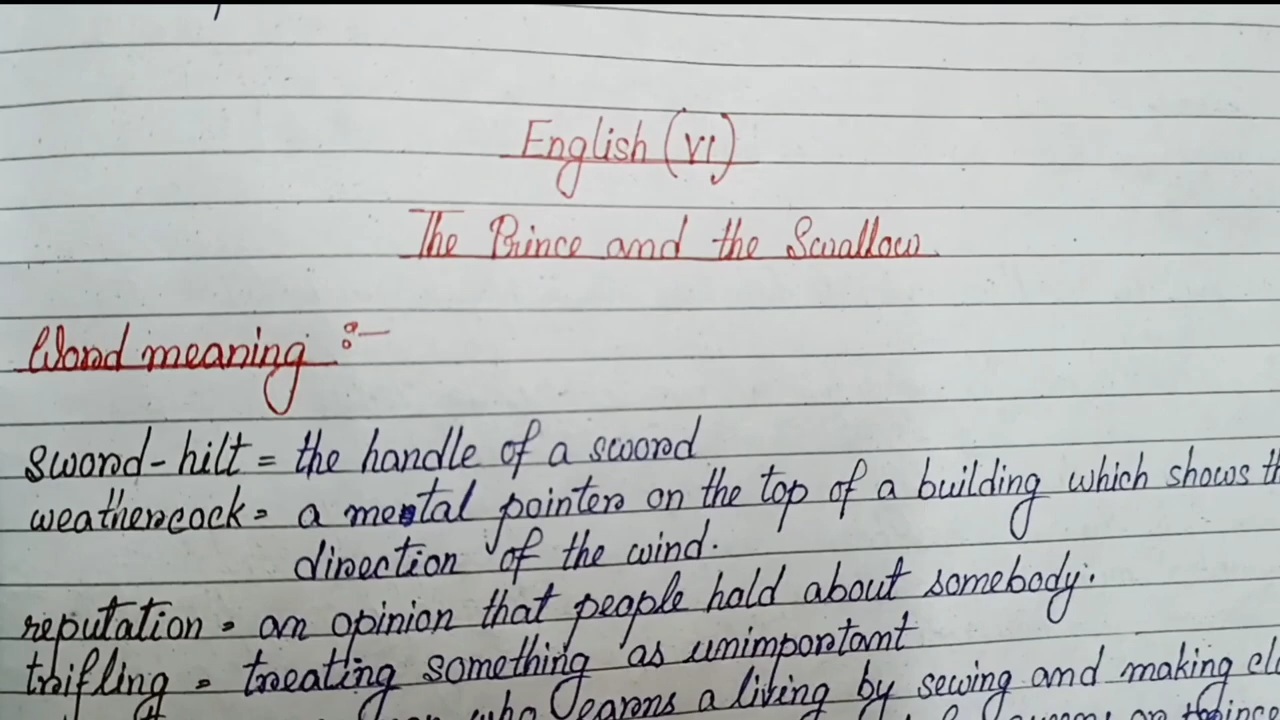 English (VI)
The Prince and the Swallow.
Word meaning :-
Sword-hilt = the handle of a sword
weathercock = a mental pointer on the top of a building which shows th
direction of the wind.
reputation = an opinion that people hold about somebody.
trifling = treating something as unimportant
who earns a living by sewing and making cl